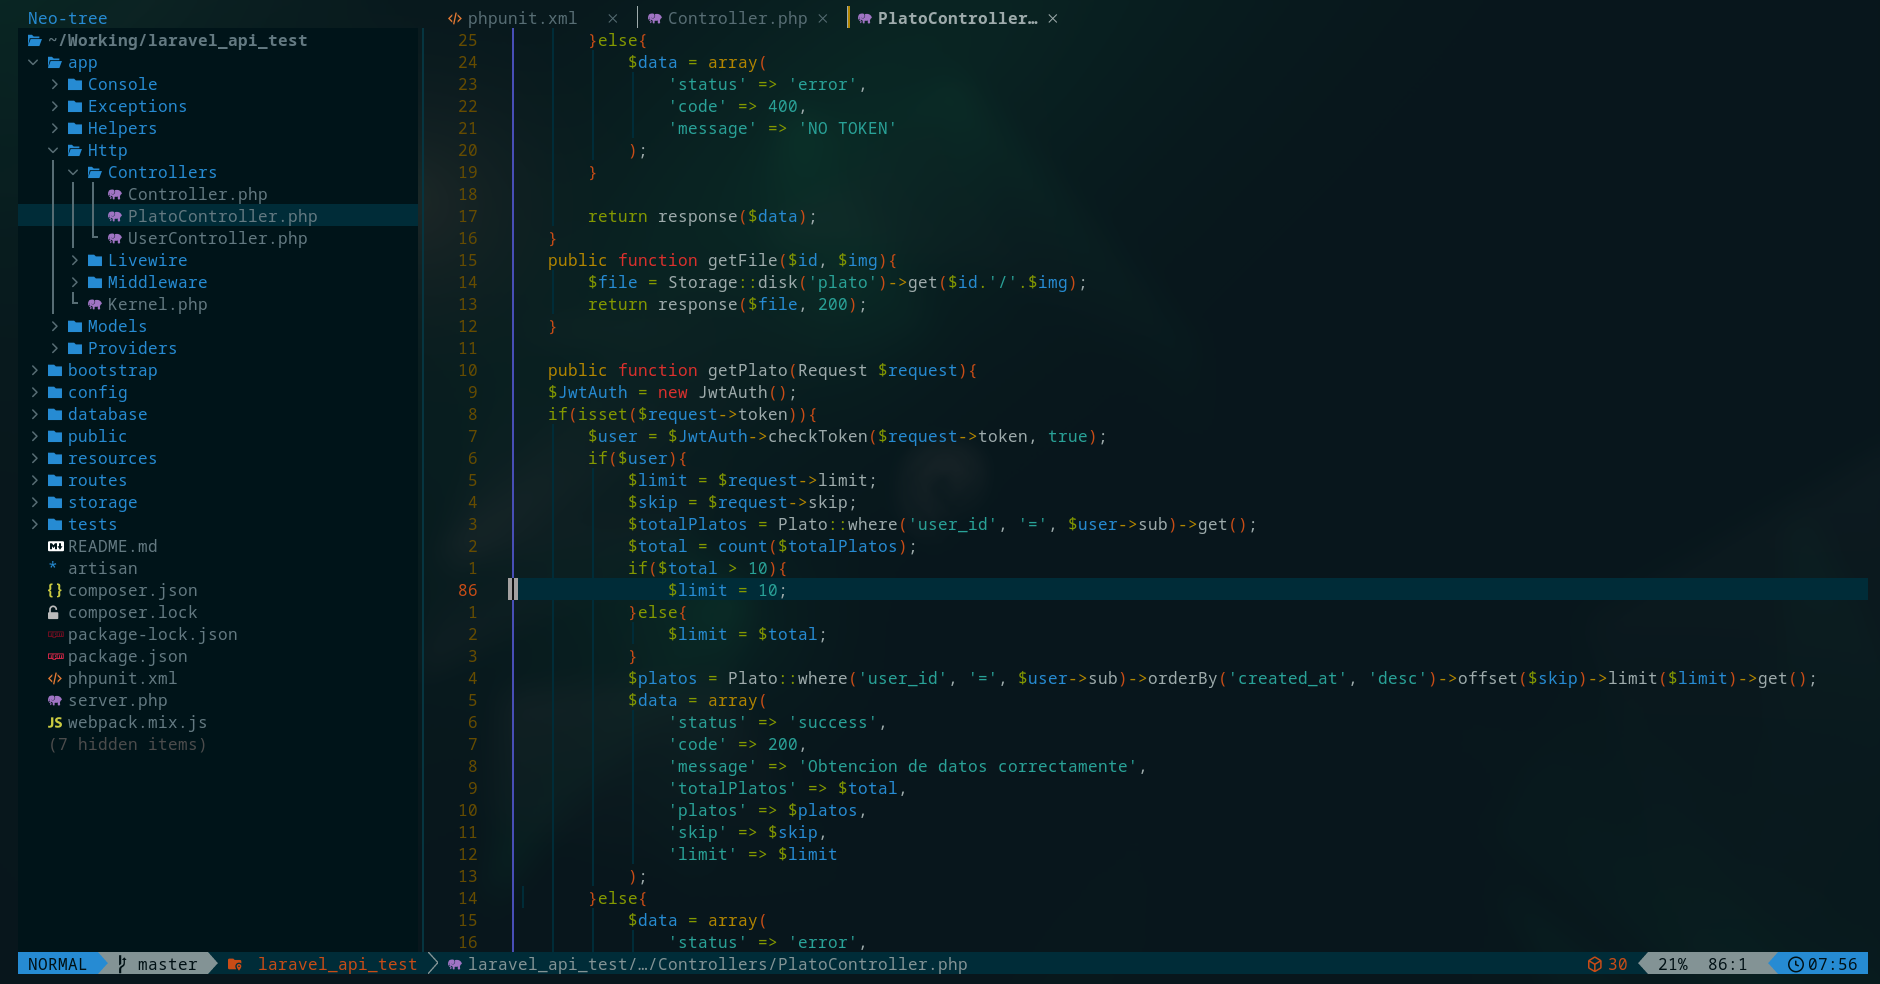 Neo-tree
~/Working/laravel_api_test
app
Console
Exceptions
Helpers
Http
Controllers
Controller.php
PlatoController.php
UserController.php
Livewire
Middleware
Kernel.php
Models
Providers
bootstrap
config
database
public
resources
routes
storage
tests
README.md
* artisan
{} composer.json
composer.lock
package-lock.json
package.json
</> phpunit.xml
server.php
JS webpack.mix.js
(7 hidden items)
</> phpunit.xml × Controller.php × PlatoController… ×
25 }else{
24 $data = array(
23 'status' => 'error',
22 'code' => 400,
21 'message' => 'NO TOKEN'
20 );
19 }
18
17 return response($data);
16 }
15 public function getFile($id, $img){
14 $file = Storage::disk('plato')->get($id.'/'.$img);
13 return response($file, 200);
12 }
11
10 public function getPlato(Request $request){
9 $JwtAuth = new JwtAuth();
8 if(isset($request->token)){
7 $user = $JwtAuth->checkToken($request->token, true);
6 if($user){
5 $limit = $request->limit;
4 $skip = $request->skip;
3 $totalPlatos = Plato::where('user_id', '=', $user->sub)->get();
2 $total = count($totalPlatos);
1 if($total > 10){
86 $limit = 10;
1 }else{
2 $limit = $total;
3 }
4 $platos = Plato::where('user_id', '=', $user->sub)->orderBy('created_at', 'desc')->offset($skip)->limit($limit)->get();
5 $data = array(
6 'status' => 'success',
7 'code' => 200,
8 'message' => 'Obtencion de datos correctamente',
9 'totalPlatos' => $total,
10 'platos' => $platos,
11 'skip' => $skip,
12 'limit' => $limit
13 );
14 }else{
15 $data = array(
16 'status' => 'error',
NORMAL master laravel_api_test laravel_api_test/…/Controllers/PlatoController.php 30 21% 86:1 07:56